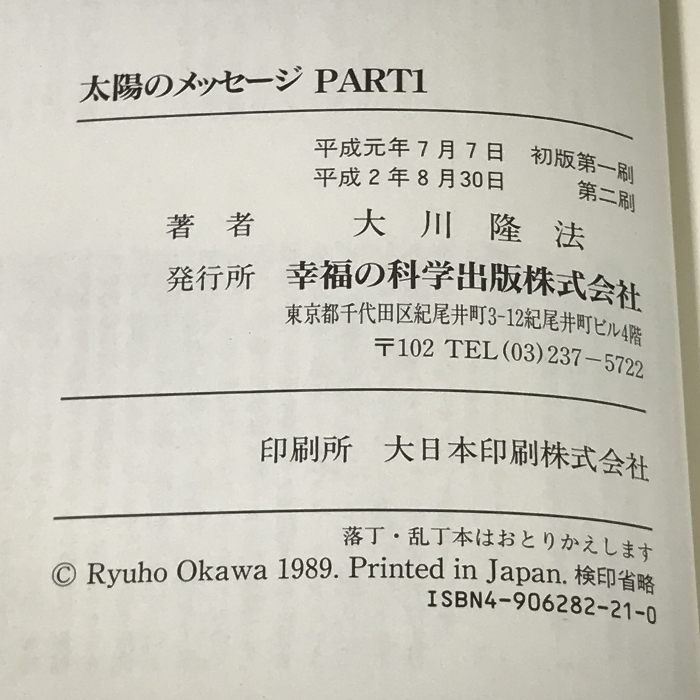 太陽のメッセージ PART1
平成元年7月7日 初版第一刷
平成2年8月30日 第二刷
著者 大川隆法
発行所 幸福の科学出版株式会社
東京都千代田区紀尾井町3-12紀尾井町ビル4階
〒102 TEL(03)237-5722
印刷所 大日本印刷株式会社
落丁・乱丁本はおとりかえします
© Ryuho Okawa 1989. Printed in Japan. 検印省略
ISBN4-906282-21-0